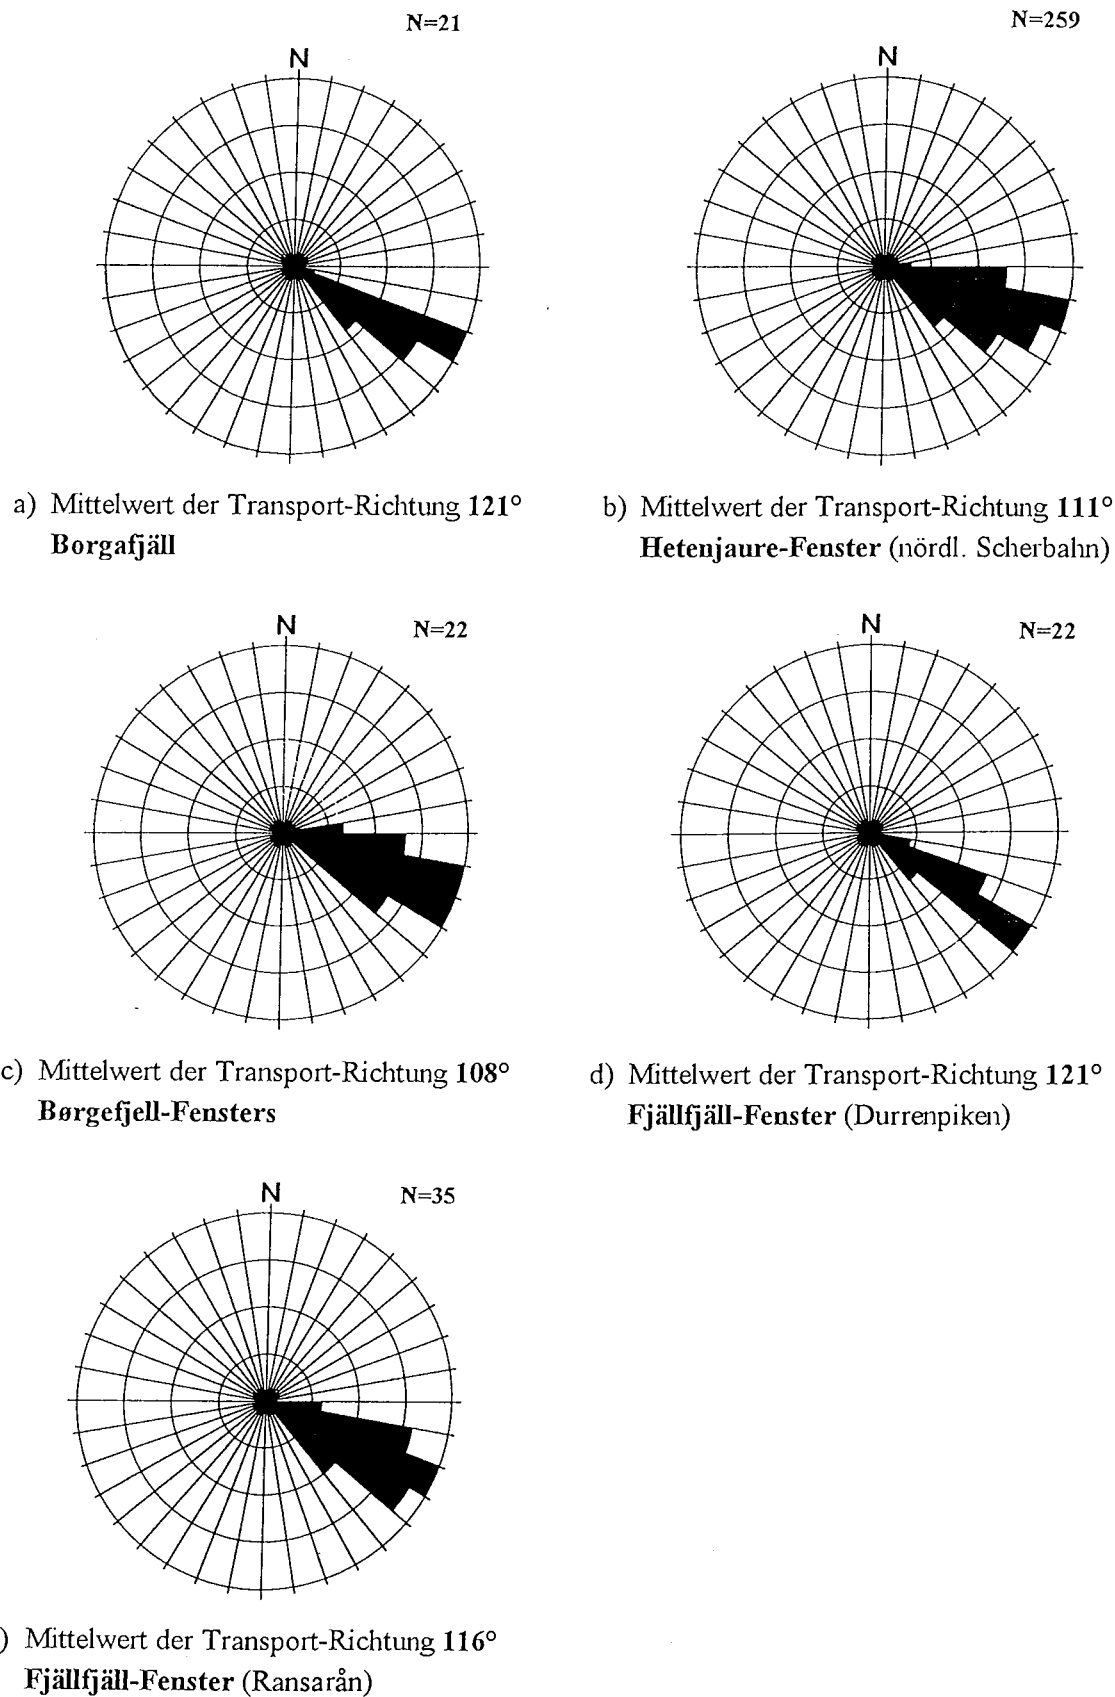 N=21
N
a) Mittelwert der Transport-Richtung 121°
Borgafjäll
N=259
N
b) Mittelwert der Transport-Richtung 111°
Hetenjaure-Fenster (nördl. Scherbahn)
N=22
N
c) Mittelwert der Transport-Richtung 108°
Børgefjell-Fensters
N=22
N
d) Mittelwert der Transport-Richtung 121°
Fjällfjäll-Fenster (Durrenpiken)
N=35
N
) Mittelwert der Transport-Richtung 116°
Fjällfjäll-Fenster (Ransarån)